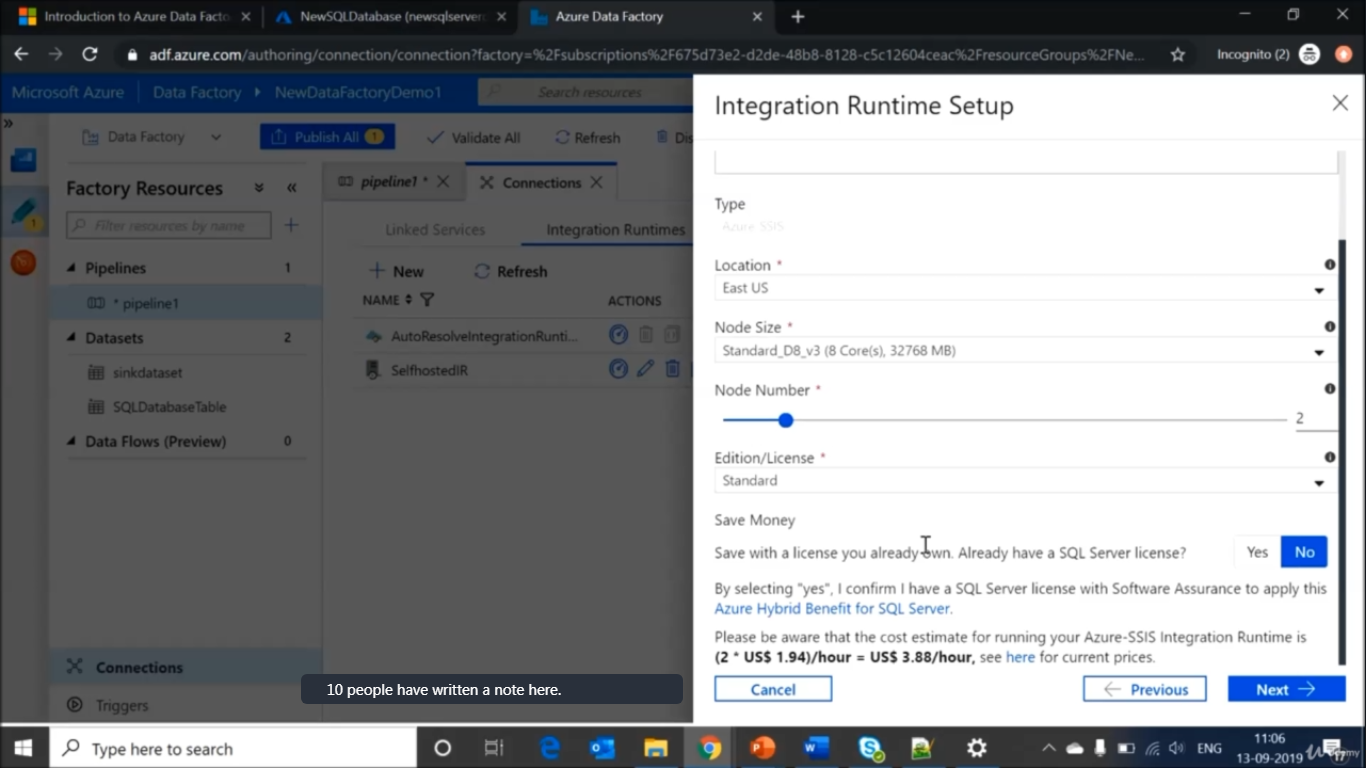 Introduction to Azure Data Facto
NewSQLDatabase (newsqlserver
Azure Data Factory
adf.azure.com/authoring/connection/connection?factory=%2Fsubscriptions%2F675d73e2-d2de-48b8-8128-c5c12604ceac%2FresourceGroups%2FNe...
Incognito (2)
Microsoft Azure
Data Factory
NewDataFactoryDemo1
Search resources
Integration Runtime Setup
Data Factory
Publish All 1
Validate All
Refresh
Dis
Factory Resources
pipeline1 *
Connections
Filter resources by name
Linked Services
Integration Runtimes
Pipelines 1
New
Refresh
* pipeline1
NAME
ACTIONS
Datasets 2
AutoResolveIntegrationRunti...
sinkdataset
SelfhostedIR
SQLDatabaseTable
Data Flows (Preview) 0
Connections
Triggers
1
Type
Azure-SSIS
Location *
East US
Node Size *
Standard_D8_v3 (8 Core(s), 32768 MB)
Node Number *
2
Edition/License *
Standard
Save Money
Save with a license you already own. Already have a SQL Server license?
Yes
No
By selecting "yes", I confirm I have a SQL Server license with Software Assurance to apply this
Azure Hybrid Benefit for SQL Server.
Please be aware that the cost estimate for running your Azure-SSIS Integration Runtime is
(2 * US$ 1.94)/hour = US$ 3.88/hour, see here for current prices.
Cancel
Previous
Next
10 people have written a note here.
Type here to search
ENG
11:06
13-09-2019